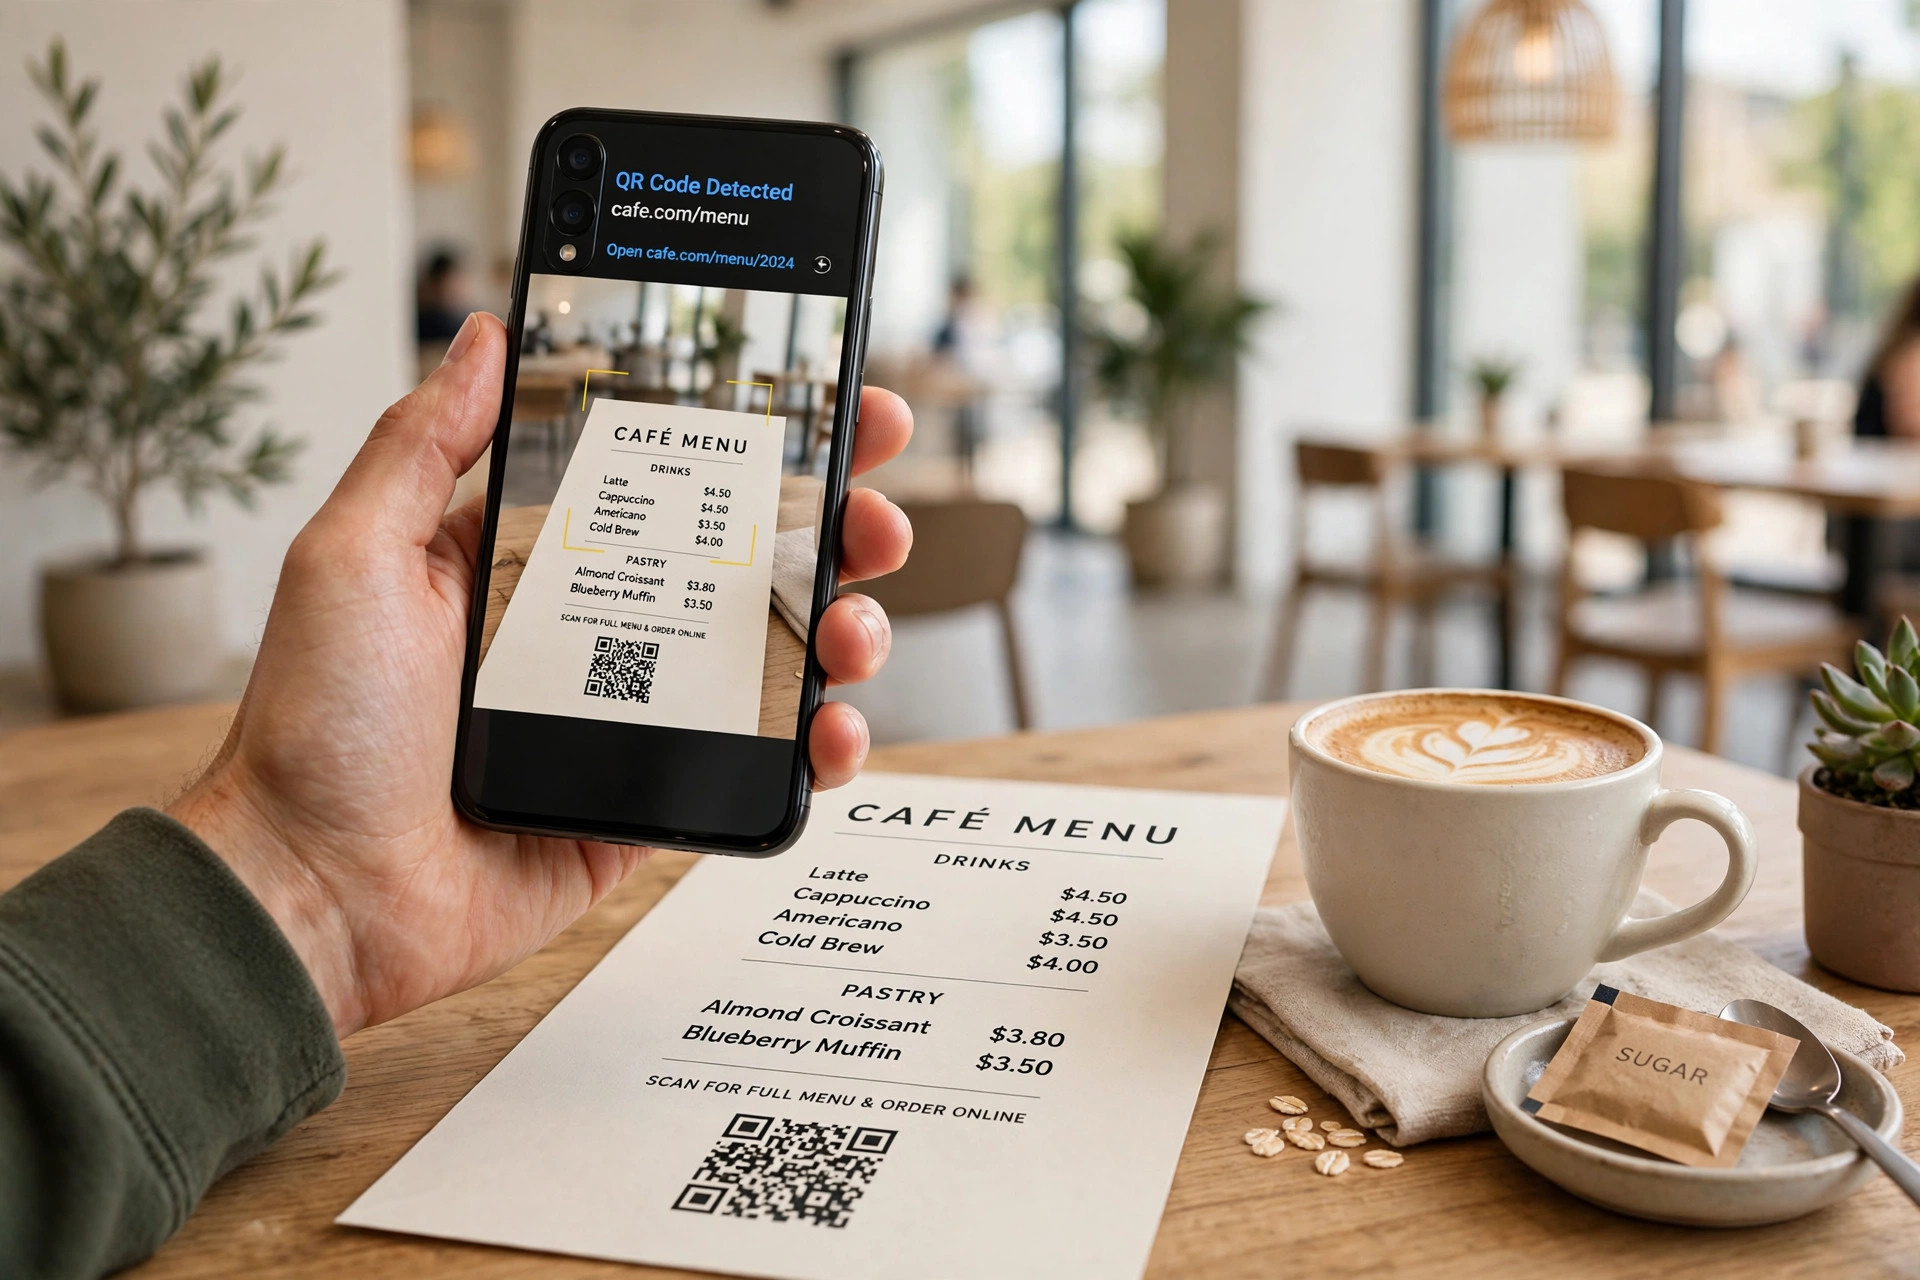 QR Code Detected
cafe.com/menu
Open cafe.com/menu/2024
CAFÉ MENU
DRINKS
Latte $4.50
Cappuccino $4.50
Americano $3.50
Cold Brew $4.00
PASTRY
Almond Croissant $3.80
Blueberry Muffin $3.50
SCAN FOR FULL MENU & ORDER ONLINE
CAFÉ MENU
DRINKS
Latte $4.50
Cappuccino $4.50
Americano $3.50
Cold Brew $4.00
PASTRY
Almond Croissant $3.80
Blueberry Muffin $3.50
SCAN FOR FULL MENU & ORDER ONLINE
SUGAR